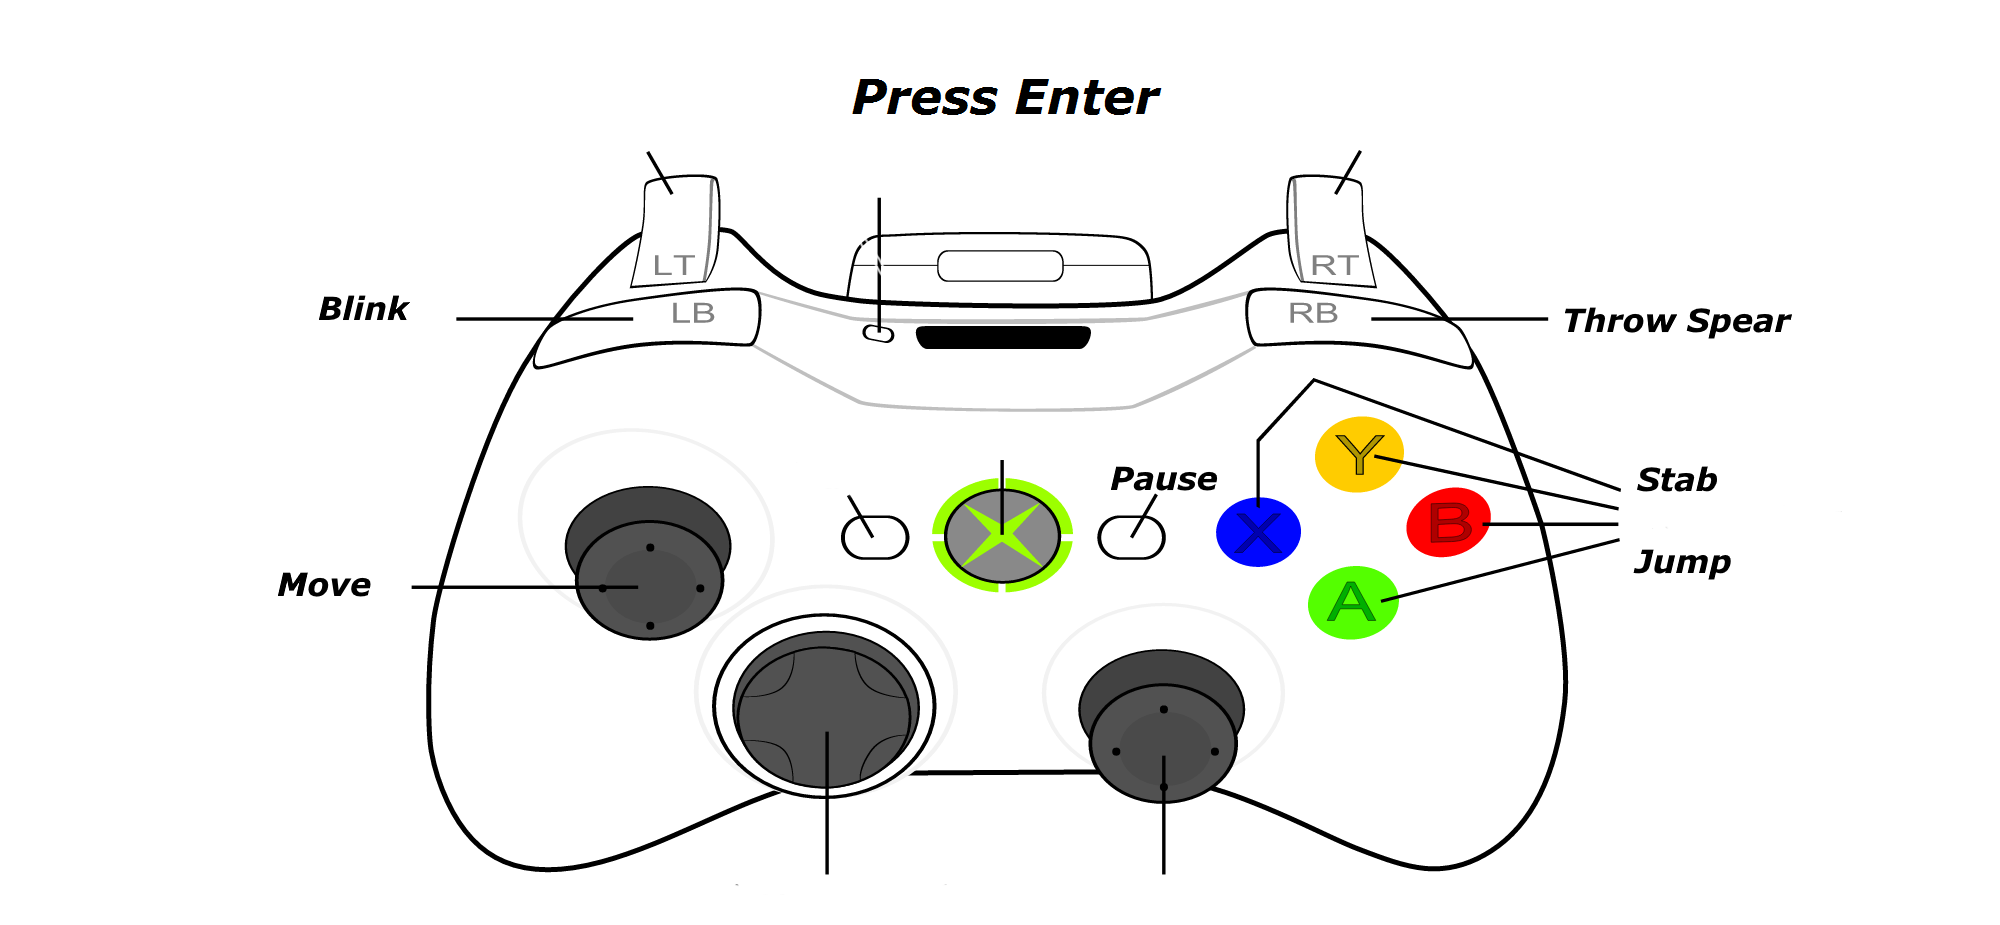 Press Enter
LT
RT
Blink
LB
RB
Throw Spear
Y
Pause
Stab
X
B
Jump
Move
A